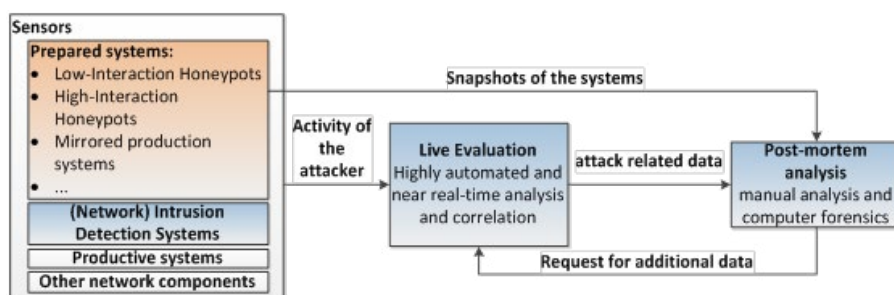 Sensors
Prepared systems:
• Low-Interaction Honeypots
• High-Interaction
Honeypots
• Mirrored production
systems
• ...
(Network) Intrusion
Detection Systems
Productive systems
Other network components
Snapshots of the systems
Activity of
the
attacker
Live Evaluation
Highly automated and
near real-time analysis
and correlation
attack related data
Post-mortem
analysis
manual analysis and
computer forensics
Request for additional data